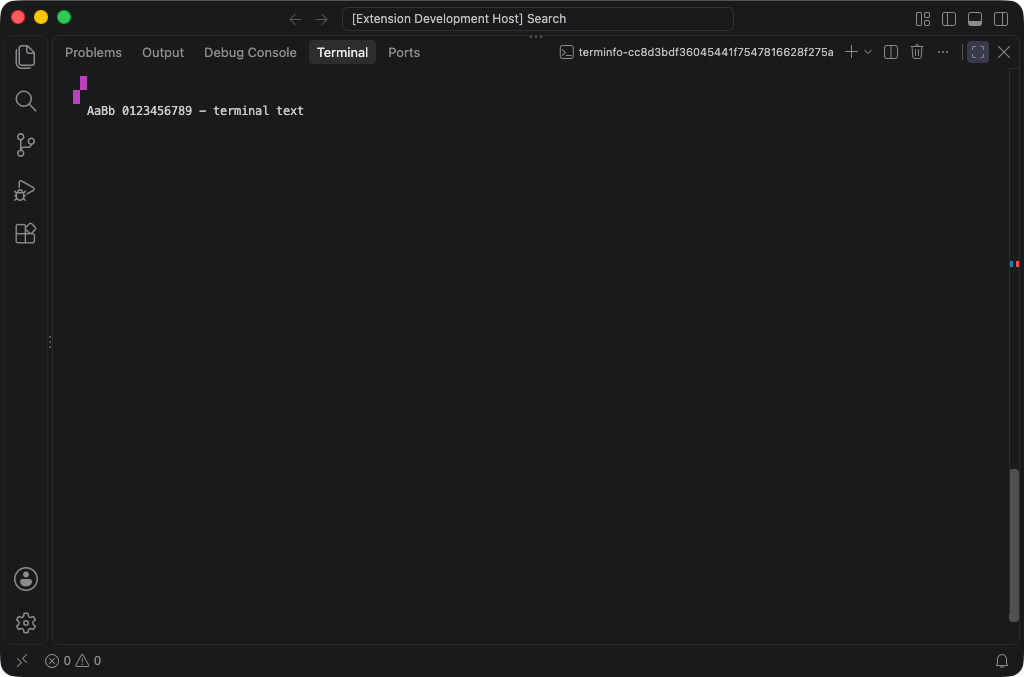 [Extension Development Host] Search
Problems Output Debug Console Terminal Ports terminfo-cc8d3bdf36045441f7547816628f275a
AaBb 0123456789 – terminal text
0 0